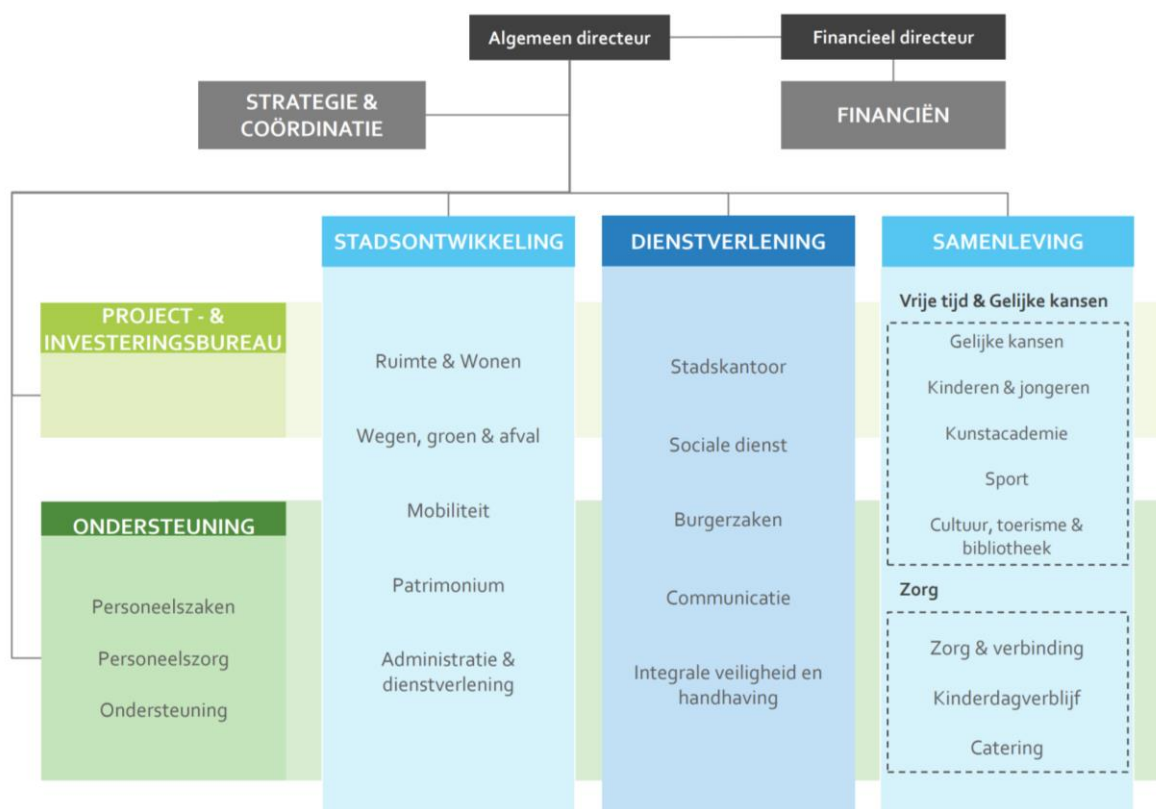 Algemeen directeur
Financieel directeur
STRATEGIE &
COÖRDINATIE
FINANCIËN
STADSONTWIKKELING
DIENSTVERLENING
SAMENLEVING
PROJECT - &
INVESTERINGSBUREAU
ONDERSTEUNING
Personeelszaken
Personeelszorg
Ondersteuning
Ruimte & Wonen
Wegen, groen & afval
Mobiliteit
Patrimonium
Administratie &
dienstverlening
Stadskantoor
Sociale dienst
Burgerzaken
Communicatie
Integrale veiligheid en
handhaving
Vrije tijd & Gelijke kansen
Gelijke kansen
Kinderen & jongeren
Kunstacademie
Sport
Cultuur, toerisme &
bibliotheek
Zorg
Zorg & verbinding
Kinderdagverblijf
Catering